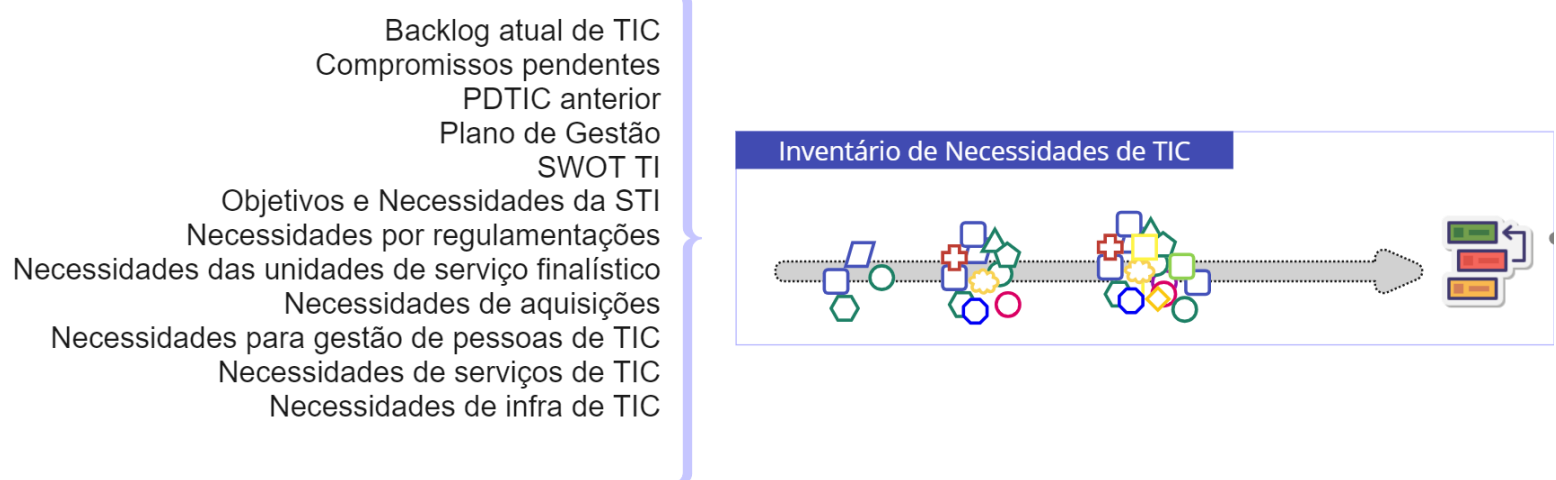 Backlog atual de TIC
Compromissos pendentes
PDTIC anterior
Plano de Gestão
SWOT TI
Objetivos e Necessidades da STI
Necessidades por regulamentações
Necessidades das unidades de serviço finalístico
Necessidades de aquisições
Necessidades para gestão de pessoas de TIC
Necessidades de serviços de TIC
Necessidades de infra de TIC
Inventário de Necessidades de TIC